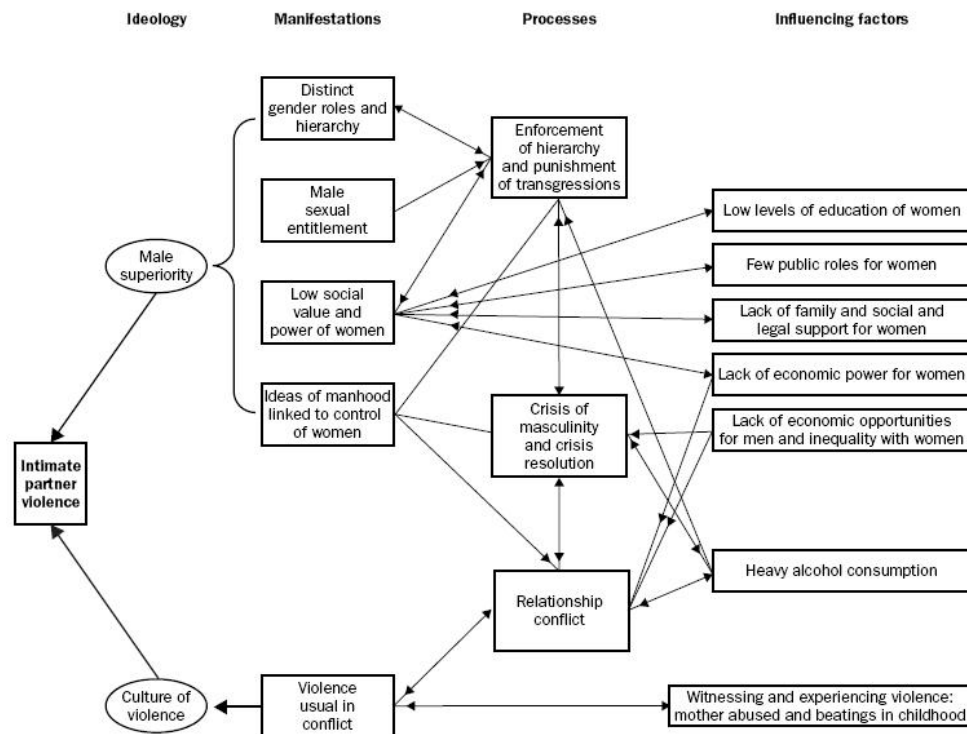 Ideology
Manifestations
Processes
Influencing factors
Distinct
gender roles and
hierarchy
Male
sexual
entitlement
Male
superiority
Low social
value and
power of women
Ideas of manhood
linked to control
of women
Intimate
partner
violence
Culture of
violence
Violence
usual in
conflict
Enforcement
of hierarchy
and punishment
of transgressions
Crisis of
masculinity
and crisis
resolution
Relationship
conflict
Low levels of education of women
Few public roles for women
Lack of family and social and
legal support for women
Lack of economic power for women
Lack of economic opportunities
for men and inequality with women
Heavy alcohol consumption
Witnessing and experiencing violence:
mother abused and beatings in childhood